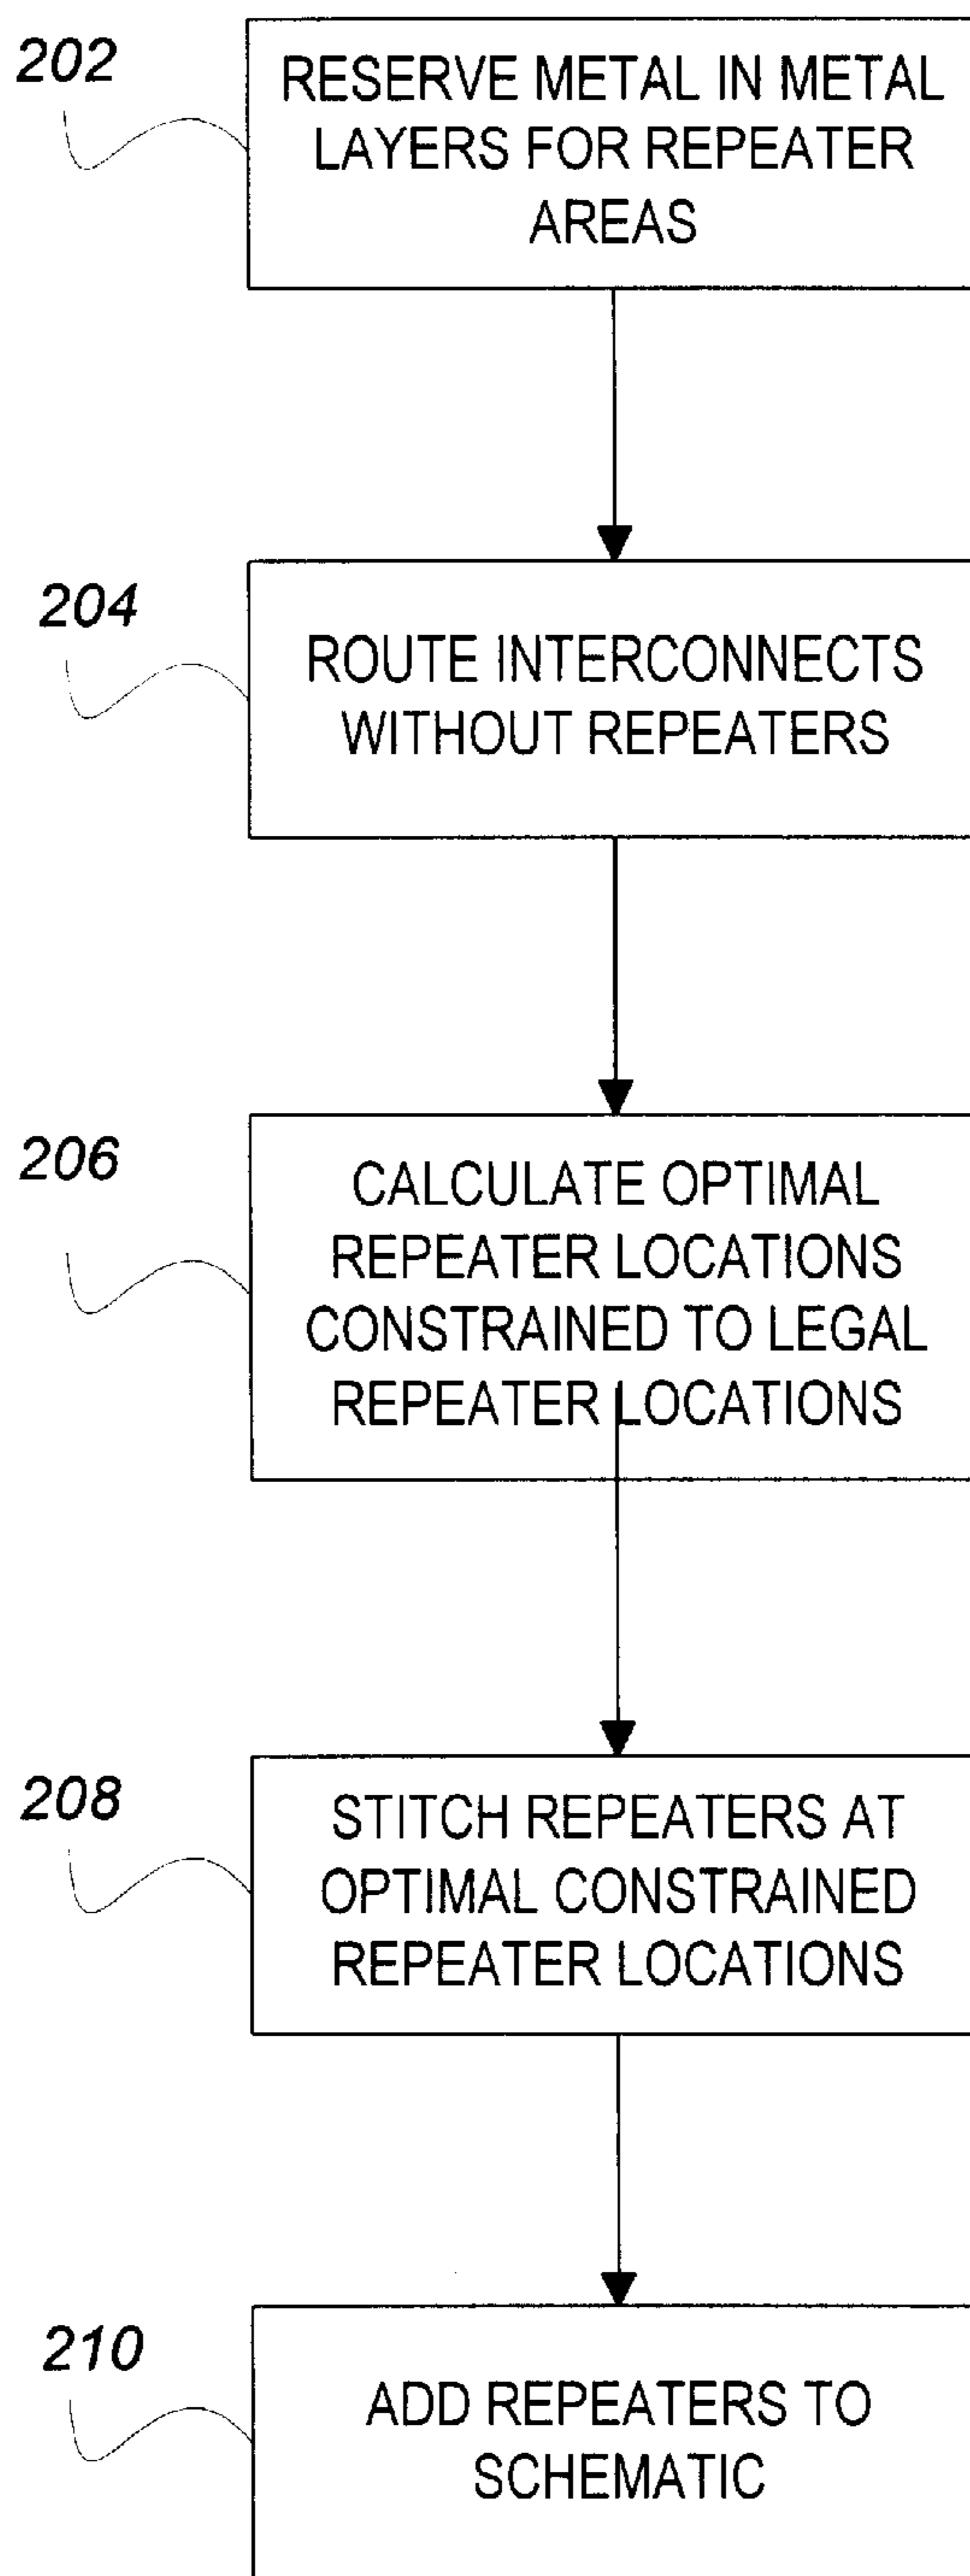 202
RESERVE METAL IN METAL
LAYERS FOR REPEATER
AREAS
204
ROUTE INTERCONNECTS
WITHOUT REPEATERS
206
CALCULATE OPTIMAL
REPEATER LOCATIONS
CONSTRAINED TO LEGAL
REPEATER LOCATIONS
208
STITCH REPEATERS AT
OPTIMAL CONSTRAINED
REPEATER LOCATIONS
210
ADD REPEATERS TO
SCHEMATIC